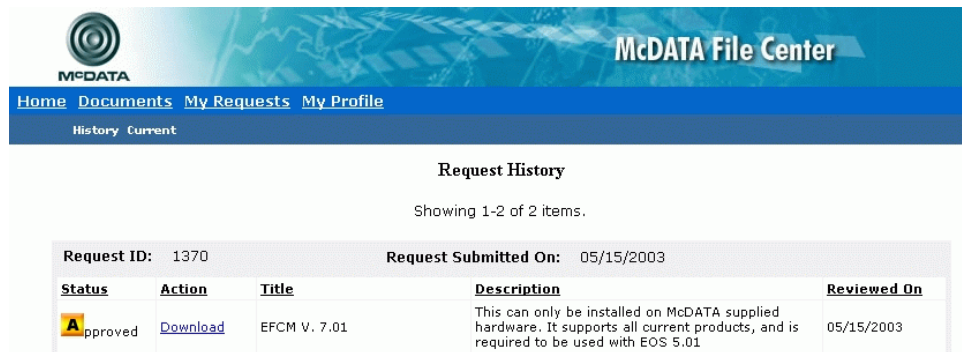 McDATA
McDATA File Center
Home Documents My Requests My Profile
History Current
Request History
Showing 1-2 of 2 items.
Request ID: 1370 Request Submitted On: 05/15/2003
Status Action Title Description Reviewed On
Approved Download EFCM V. 7.01 This can only be installed on McDATA supplied
hardware. It supports all current products, and is 05/15/2003
required to be used with EOS 5.01